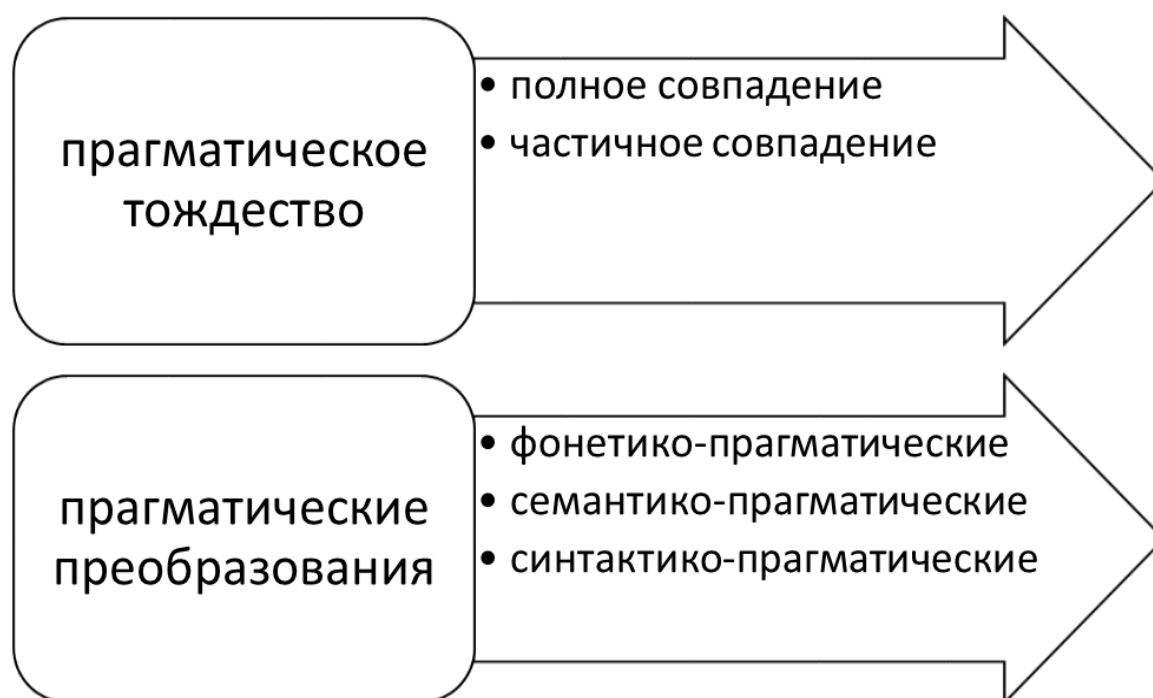 прагматическое
тождество
• полное совпадение
• частичное совпадение
прагматические
преобразования
• фонетико-прагматические
• семантико-прагматические
• синтактико-прагматические